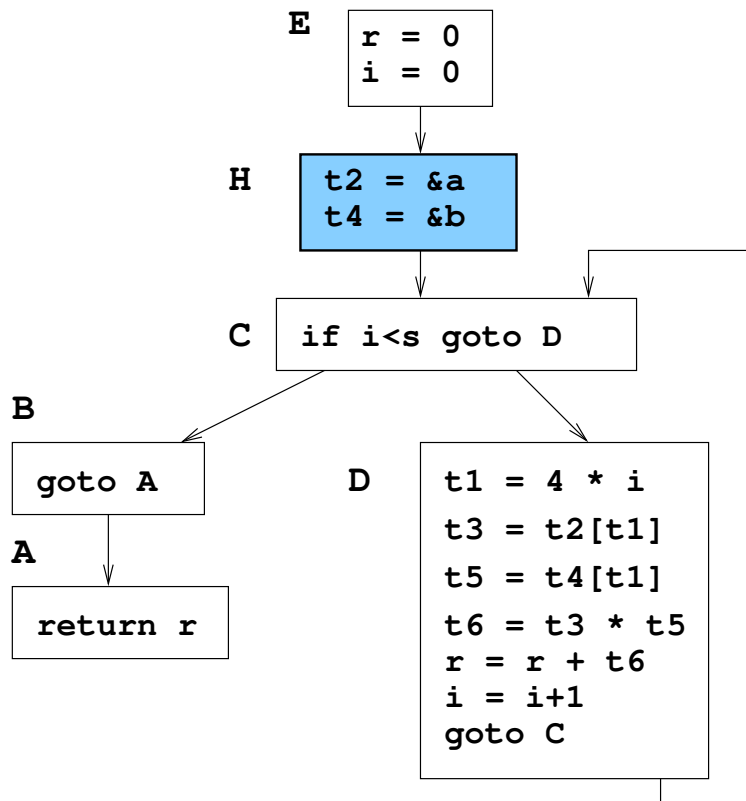 E
r = 0
i = 0
H
t2 = &a
t4 = &b
C
if i<s goto D
B
goto A
A
return r
D
t1 = 4 * i
t3 = t2[t1]
t5 = t4[t1]
t6 = t3 * t5
r = r + t6
i = i+1
goto C